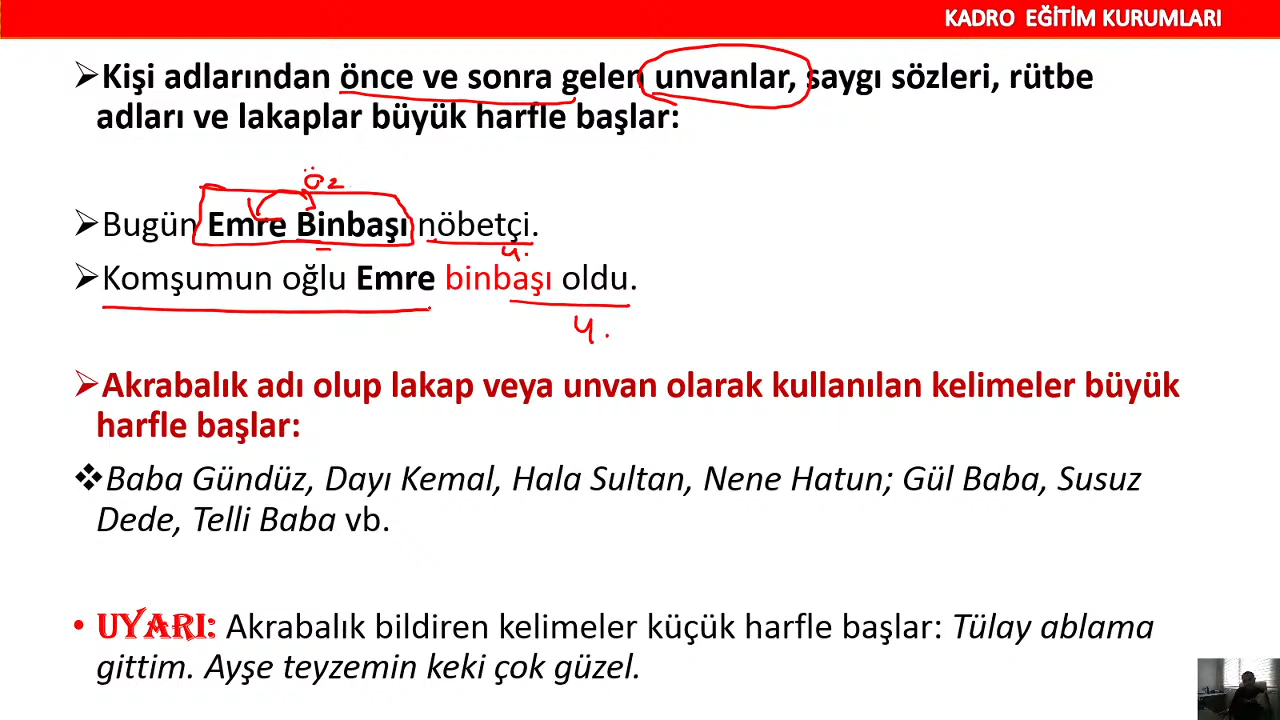 KADRO EĞİTİM KURUMLARI
➢Kişi adlarından önce ve sonra gelen unvanlar, saygı sözleri, rütbe
adları ve lakaplar büyük harfle başlar:
öz
➢Bugün Emre Binbaşı nöbetçi.
y.
➢Komşumun oğlu Emre binbaşı oldu.
y.
➢Akrabalık adı olup lakap veya unvan olarak kullanılan kelimeler büyük
harfle başlar:
❖Baba Gündüz, Dayı Kemal, Hala Sultan, Nene Hatun; Gül Baba, Susuz
Dede, Telli Baba vb.
• UYARI: Akrabalık bildiren kelimeler küçük harfle başlar: Tülay ablama
gittim. Ayşe teyzemin keki çok güzel.